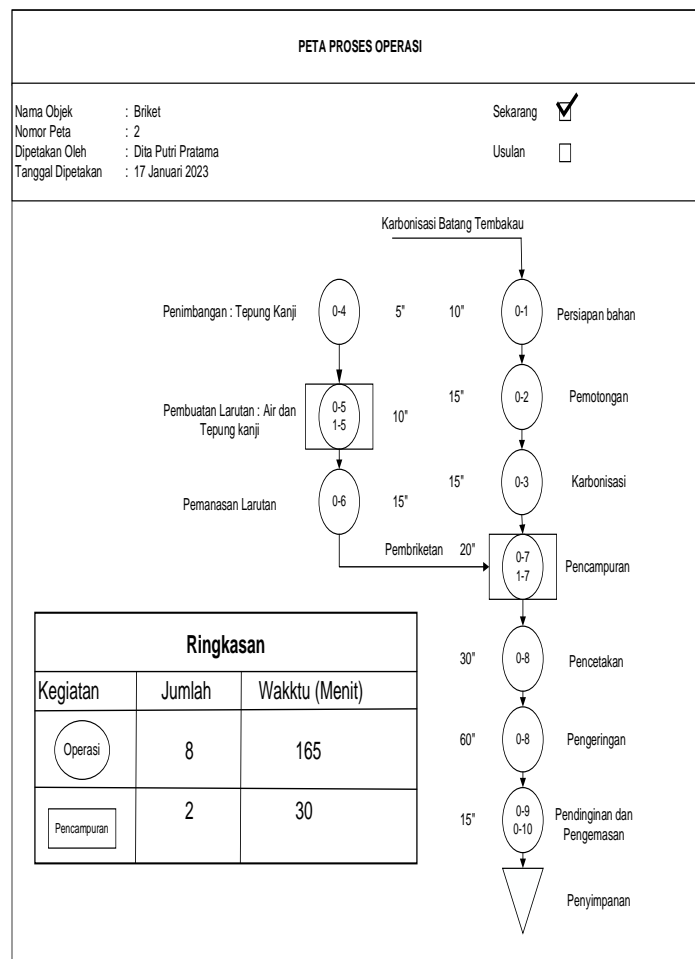 PETA PROSES OPERASI
Nama Objek : Briket
Nomor Peta : 2
Dipetakan Oleh : Dita Putri Pratama
Tanggal Dipetakan : 17 Januari 2023
Sekarang
Usulan
Karbonisasi Batang Tembakau
Penimbangan : Tepung Kanji
0-4
5"
10"
0-1
Persiapan bahan
Pembuatan Larutan : Air dan
Tepung kanji
0-5
1-5
10"
15"
0-2
Pemotongan
Pemanasan Larutan
0-6
15"
15"
0-3
Karbonisasi
Pembriketan
20"
0-7
1-7
Pencampuran
30"
0-8
Pencetakan
60"
0-8
Pengeringan
15"
0-9
0-10
Pendinginan dan
Pengemasan
Penyimpanan
Ringkasan
Kegiatan Jumlah Wakktu (Menit)
Operasi 8 165
Pencampuran 2 30